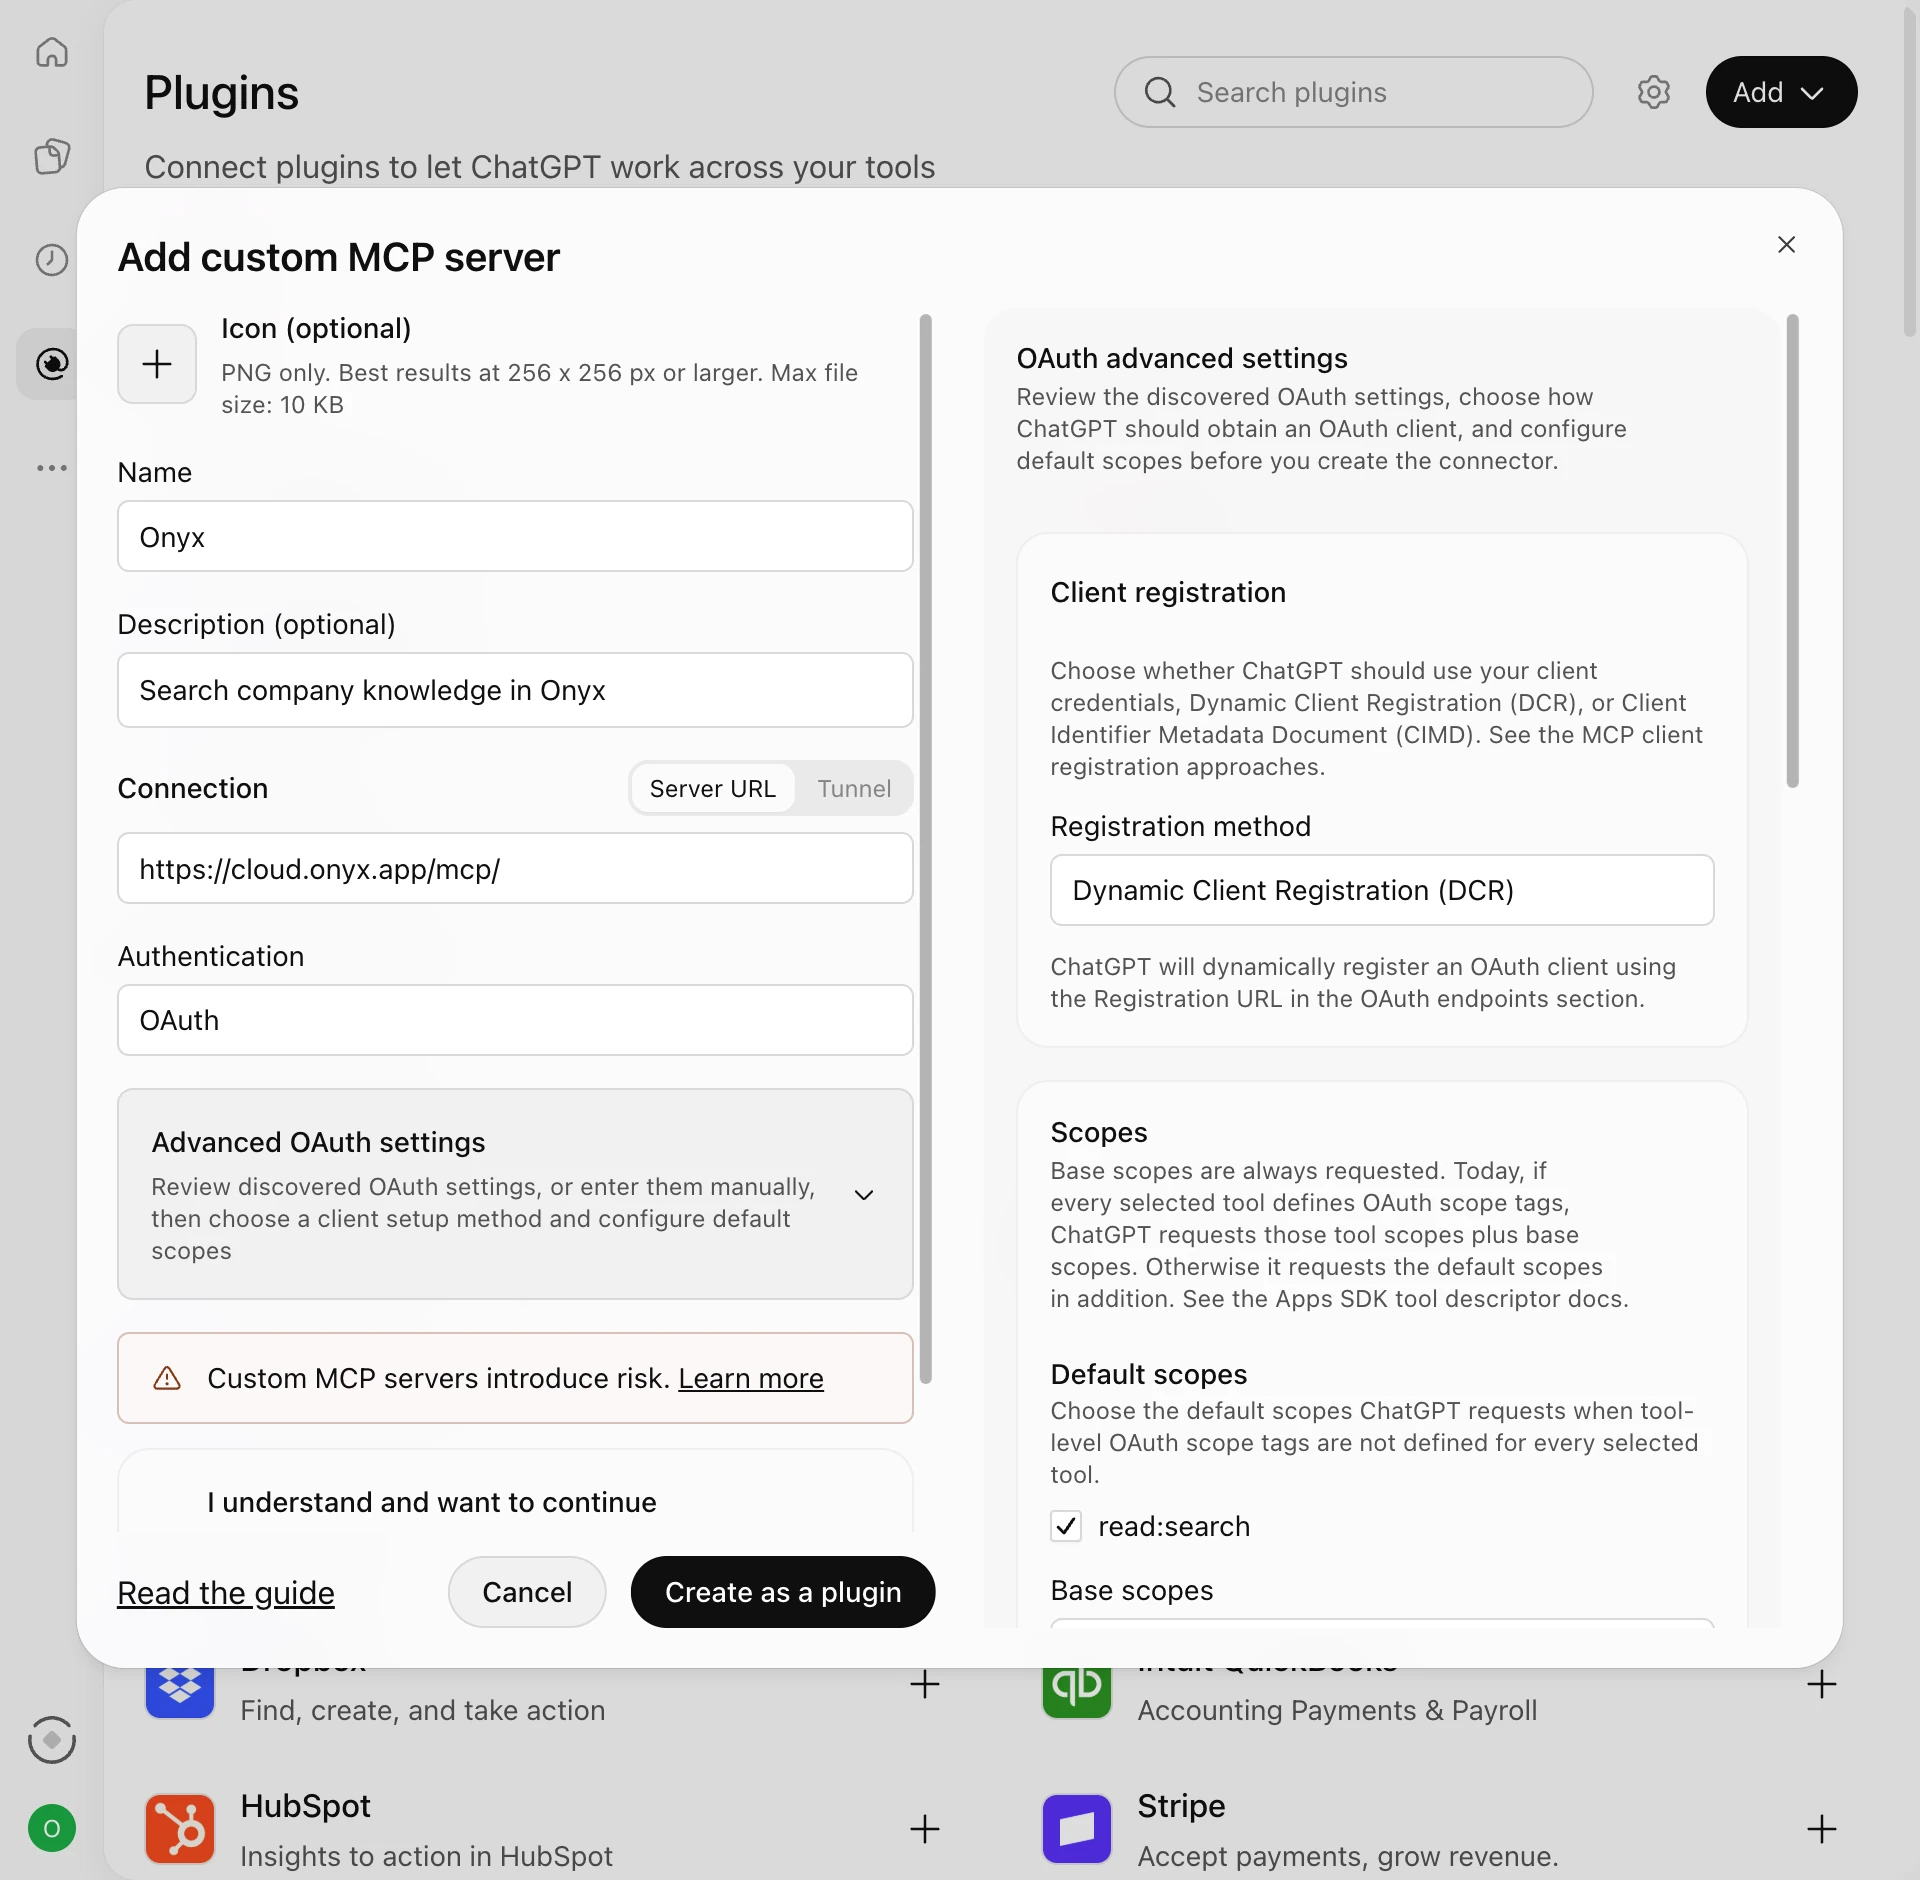 Plugins
Search plugins
Add
Connect plugins to let ChatGPT work across your tools
Add custom MCP server
Icon (optional)
PNG only. Best results at 256 x 256 px or larger. Max file
size: 10 KB
Name
Onyx
Description (optional)
Search company knowledge in Onyx
Connection
Server URL
Tunnel
https://cloud.onyx.app/mcp/
Authentication
OAuth
Advanced OAuth settings
Review discovered OAuth settings, or enter them manually,
then choose a client setup method and configure default
scopes
Custom MCP servers introduce risk. Learn more
I understand and want to continue
Read the guide
Cancel
Create as a plugin
OAuth advanced settings
Review the discovered OAuth settings, choose how
ChatGPT should obtain an OAuth client, and configure
default scopes before you create the connector.
Client registration
Choose whether ChatGPT should use your client
credentials, Dynamic Client Registration (DCR), or Client
Identifier Metadata Document (CIMD). See the MCP client
registration approaches.
Registration method
Dynamic Client Registration (DCR)
ChatGPT will dynamically register an OAuth client using
the Registration URL in the OAuth endpoints section.
Scopes
Base scopes are always requested. Today, if
every selected tool defines OAuth scope tags,
ChatGPT requests those tool scopes plus base
scopes. Otherwise it requests the default scopes
in addition. See the Apps SDK tool descriptor docs.
Default scopes
Choose the default scopes ChatGPT requests when tool-
level OAuth scope tags are not defined for every selected
tool.
read:search
Base scopes
Dropbox
Find, create, and take action
Intuit QuickBooks
Accounting Payments & Payroll
HubSpot
Insights to action in HubSpot
Stripe
Accept payments, grow revenue.
O